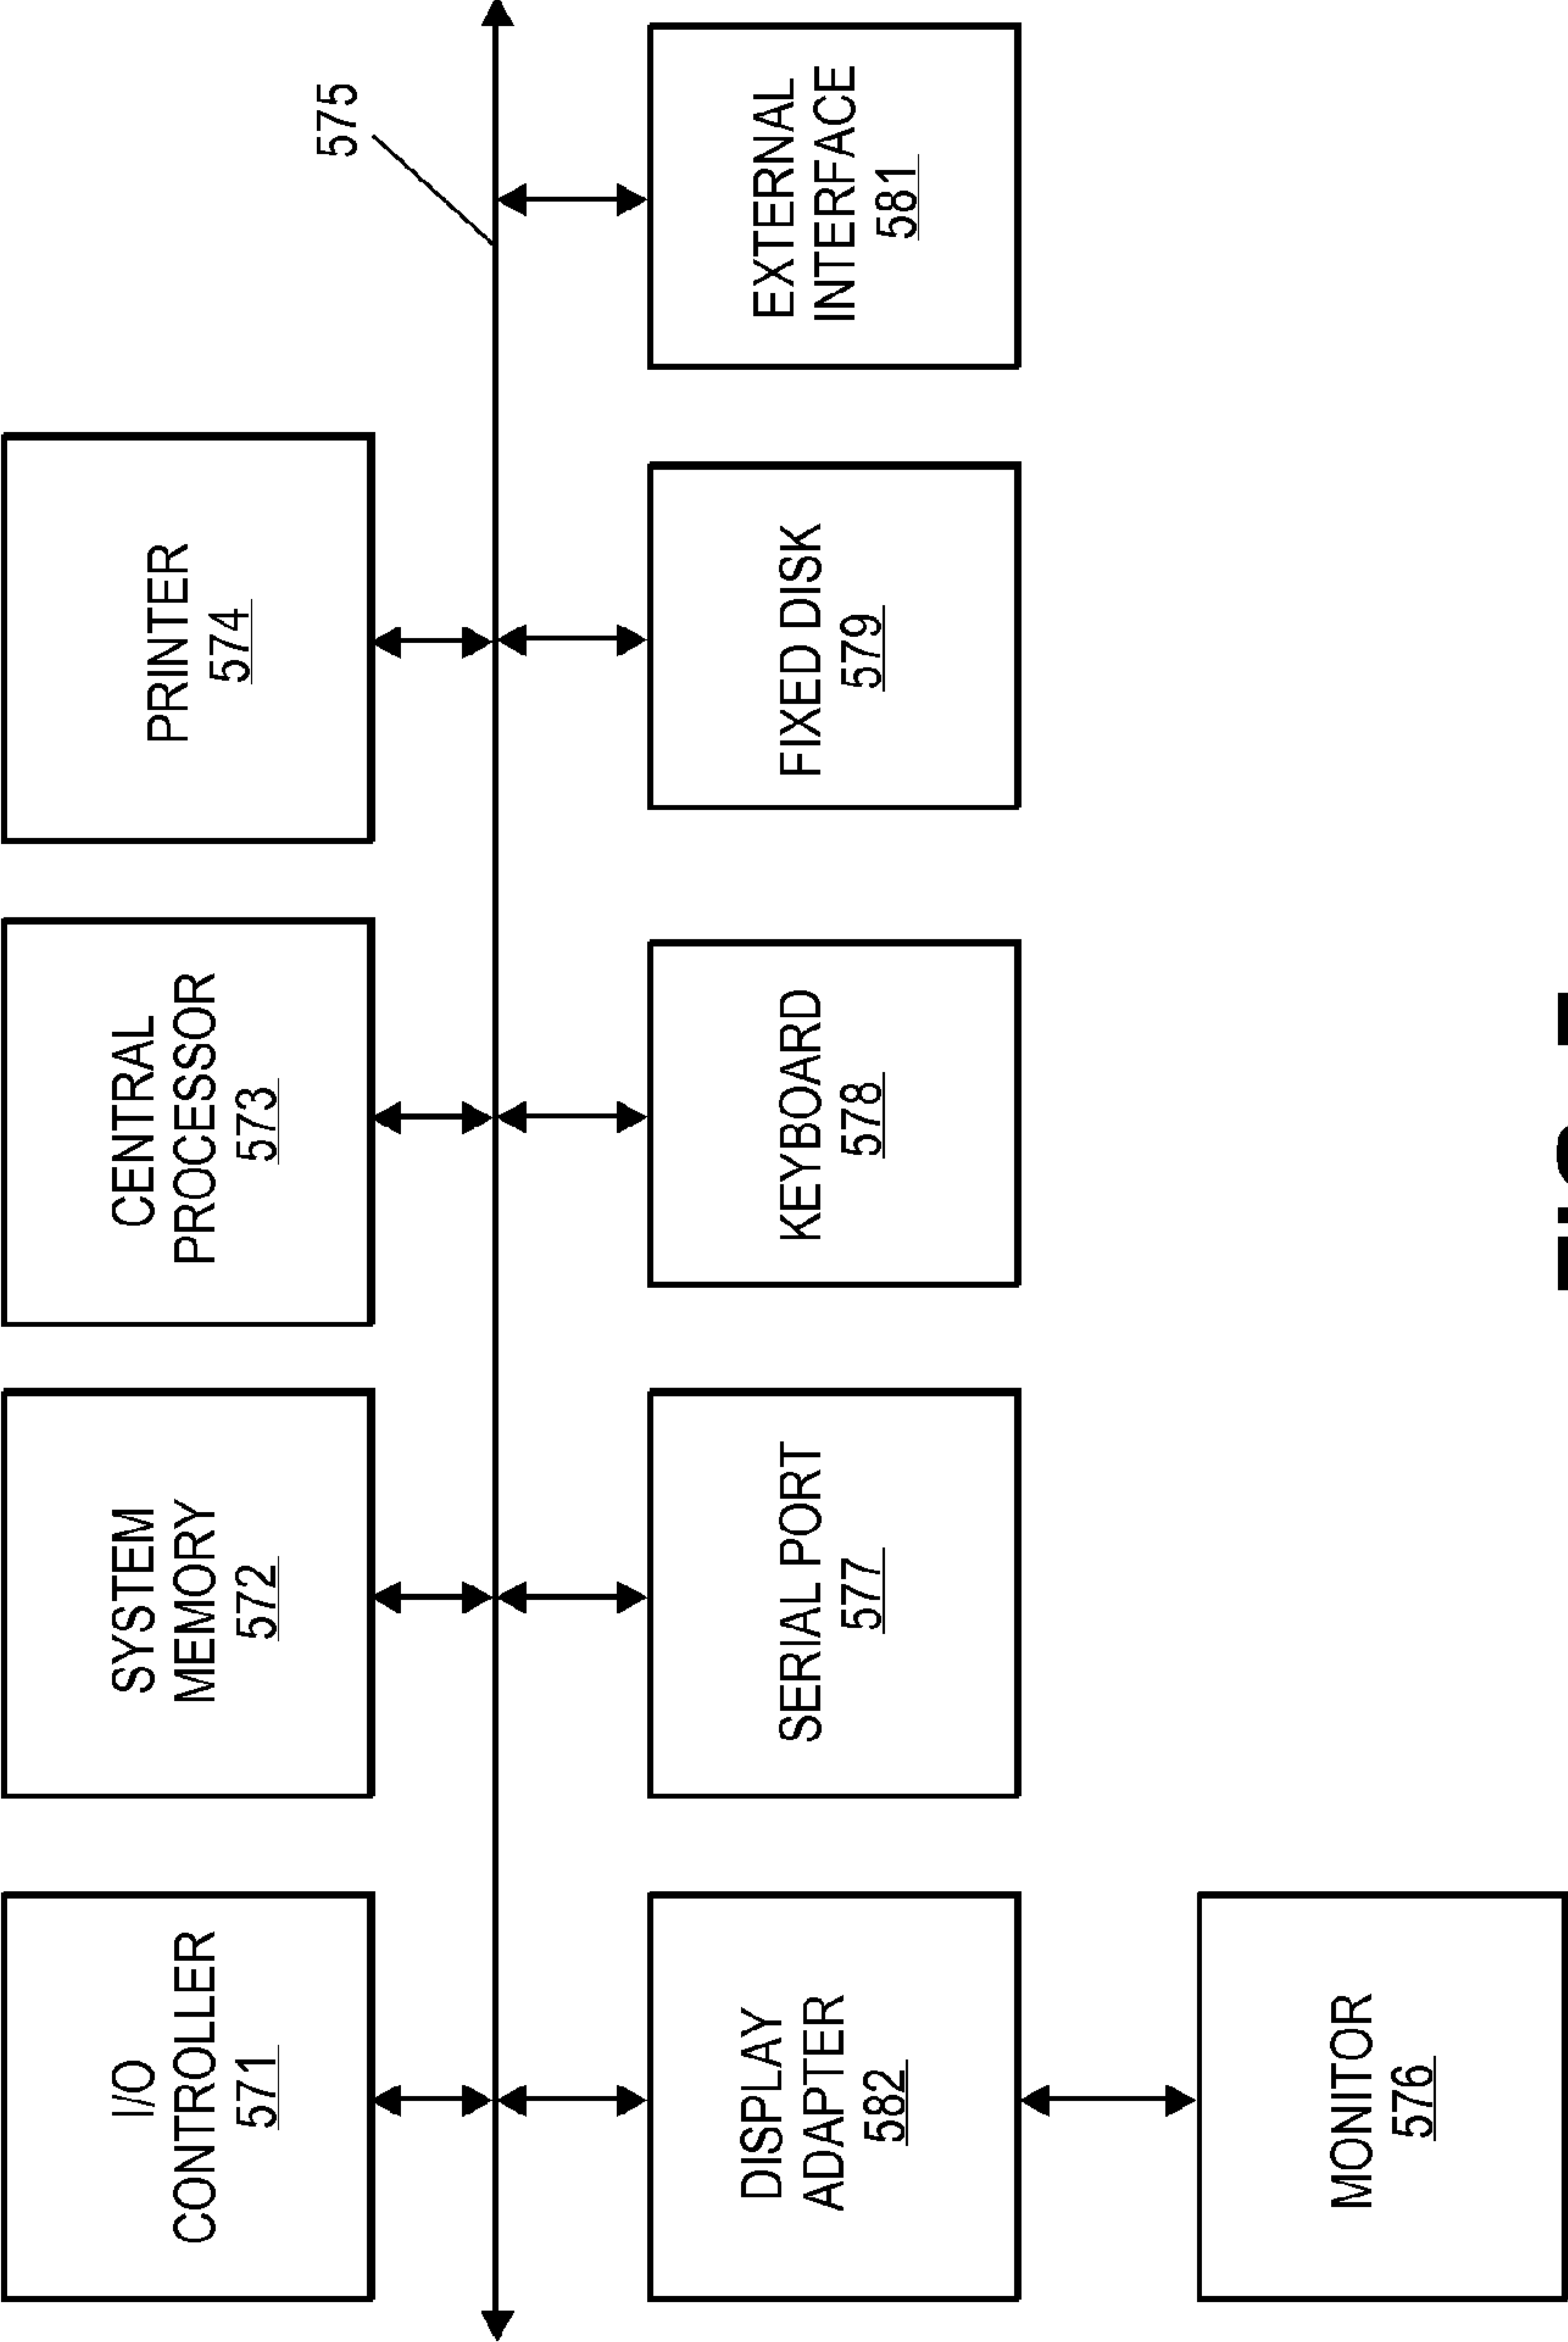 I/O
CONTROLLER
571
SYSTEM
MEMORY
572
CENTRAL
PROCESSOR
573
PRINTER
574
575
DISPLAY
ADAPTER
582
SERIAL PORT
577
KEYBOARD
578
FIXED DISK
579
EXTERNAL
INTERFACE
581
MONITOR
576